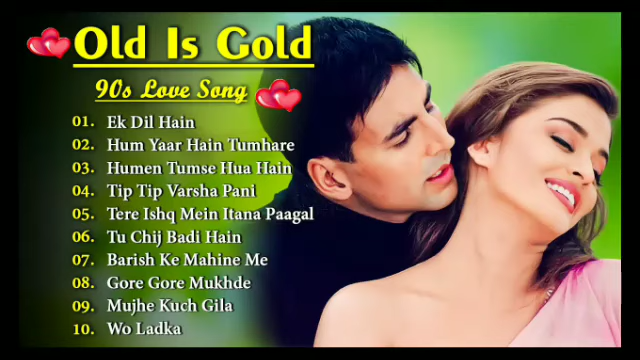 Old Is Gold
90s Love Song
01. Ek Dil Hain
02. Hum Yaar Hain Tumhare
03. Humen Tumse Hua Hain
04. Tip Tip Varsha Pani
05. Tere Ishq Mein Itana Paagal
06. Tu Chij Badi Hain
07. Barish Ke Mahine Me
08. Gore Gore Mukhde
09. Mujhe Kuch Gila
10. Wo Ladka